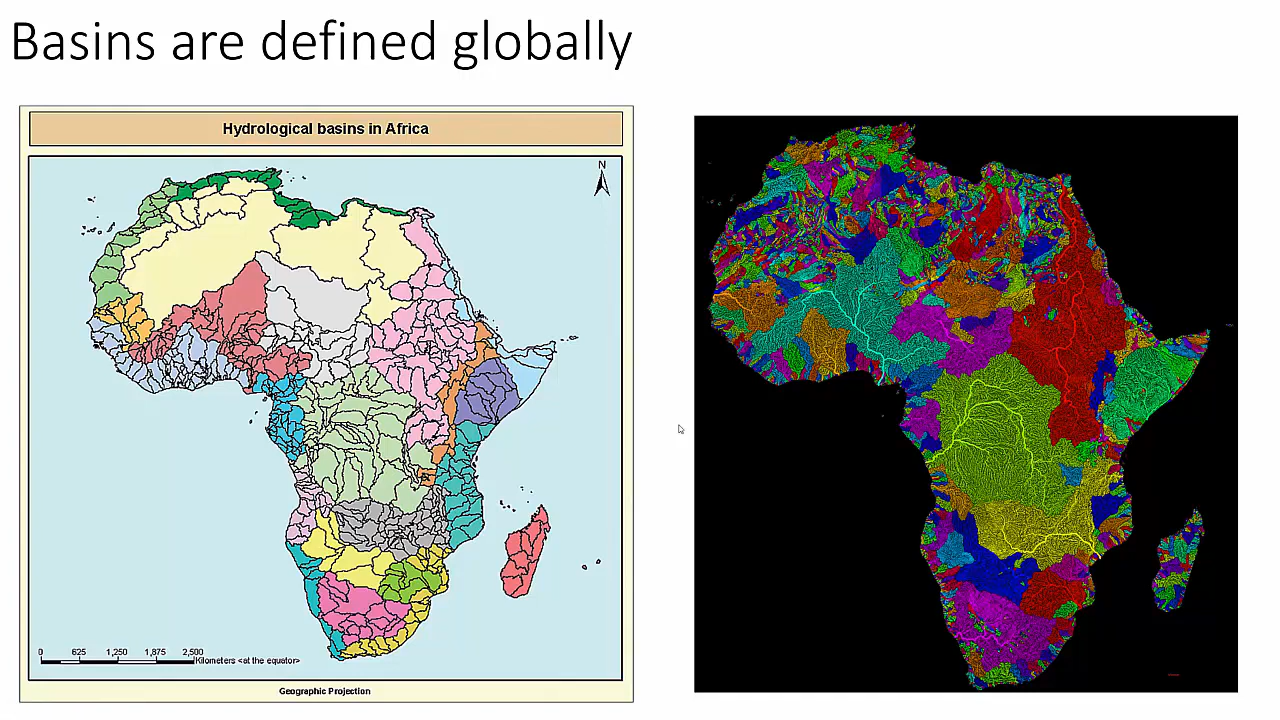 Basins are defined globally
Hydrological basins in Africa
N
0 625 1,250 1,875 2,500
Kilometers <at the equator>
Geographic Projection